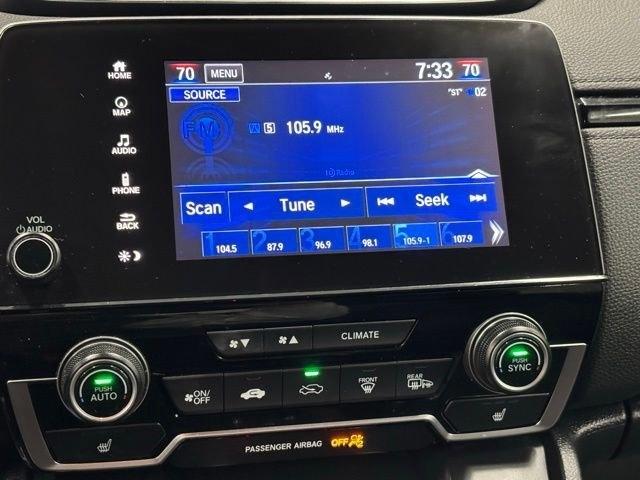 HOME
MAP
AUDIO
PHONE
BACK
VOL
AUDIO
70 MENU 7:33 70
SOURCE "ST" 02
FM
5 105.9 MHz
HD Radio
Scan Tune Seek
1 104.5 2 87.9 3 96.9 4 98.1 5 105.9-1 6 107.9
CLIMATE
PUSH AUTO
ON/OFF
FRONT
REAR
PUSH SYNC
PASSENGER AIRBAG OFF